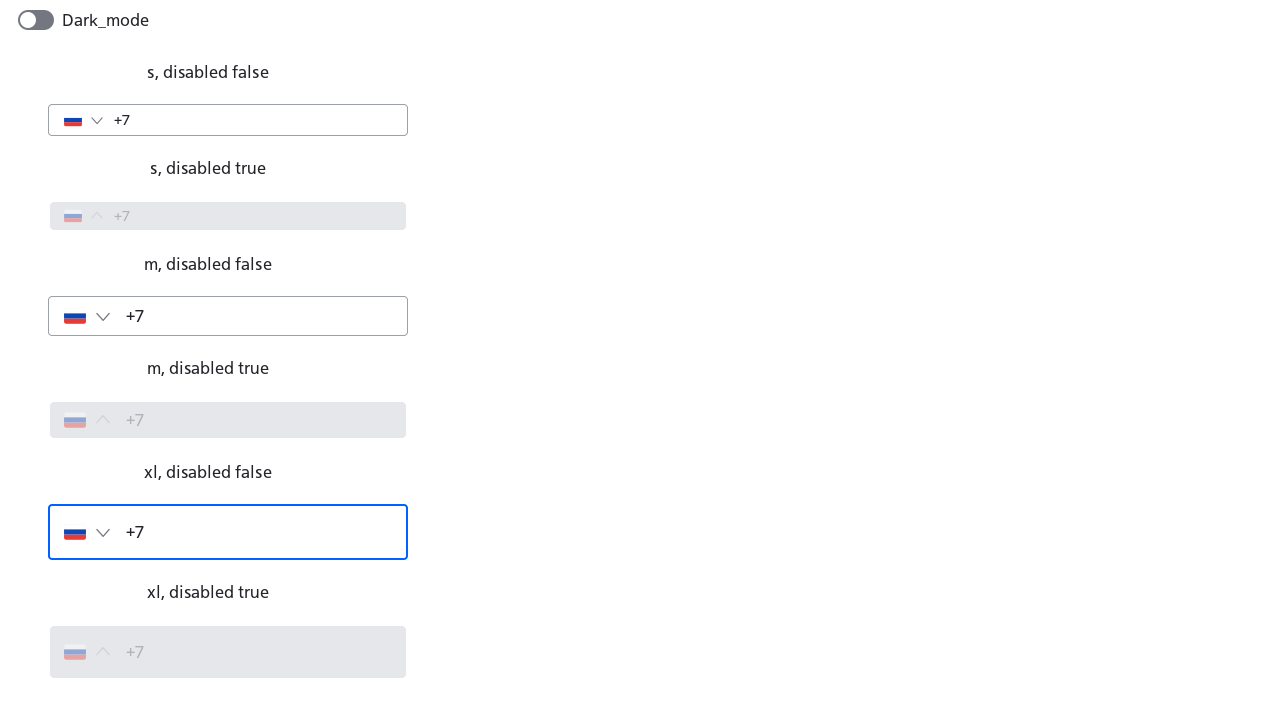 Dark_mode
s, disabled false
+7
s, disabled true
+7
m, disabled false
+7
m, disabled true
+7
xl, disabled false
+7
xl, disabled true
+7